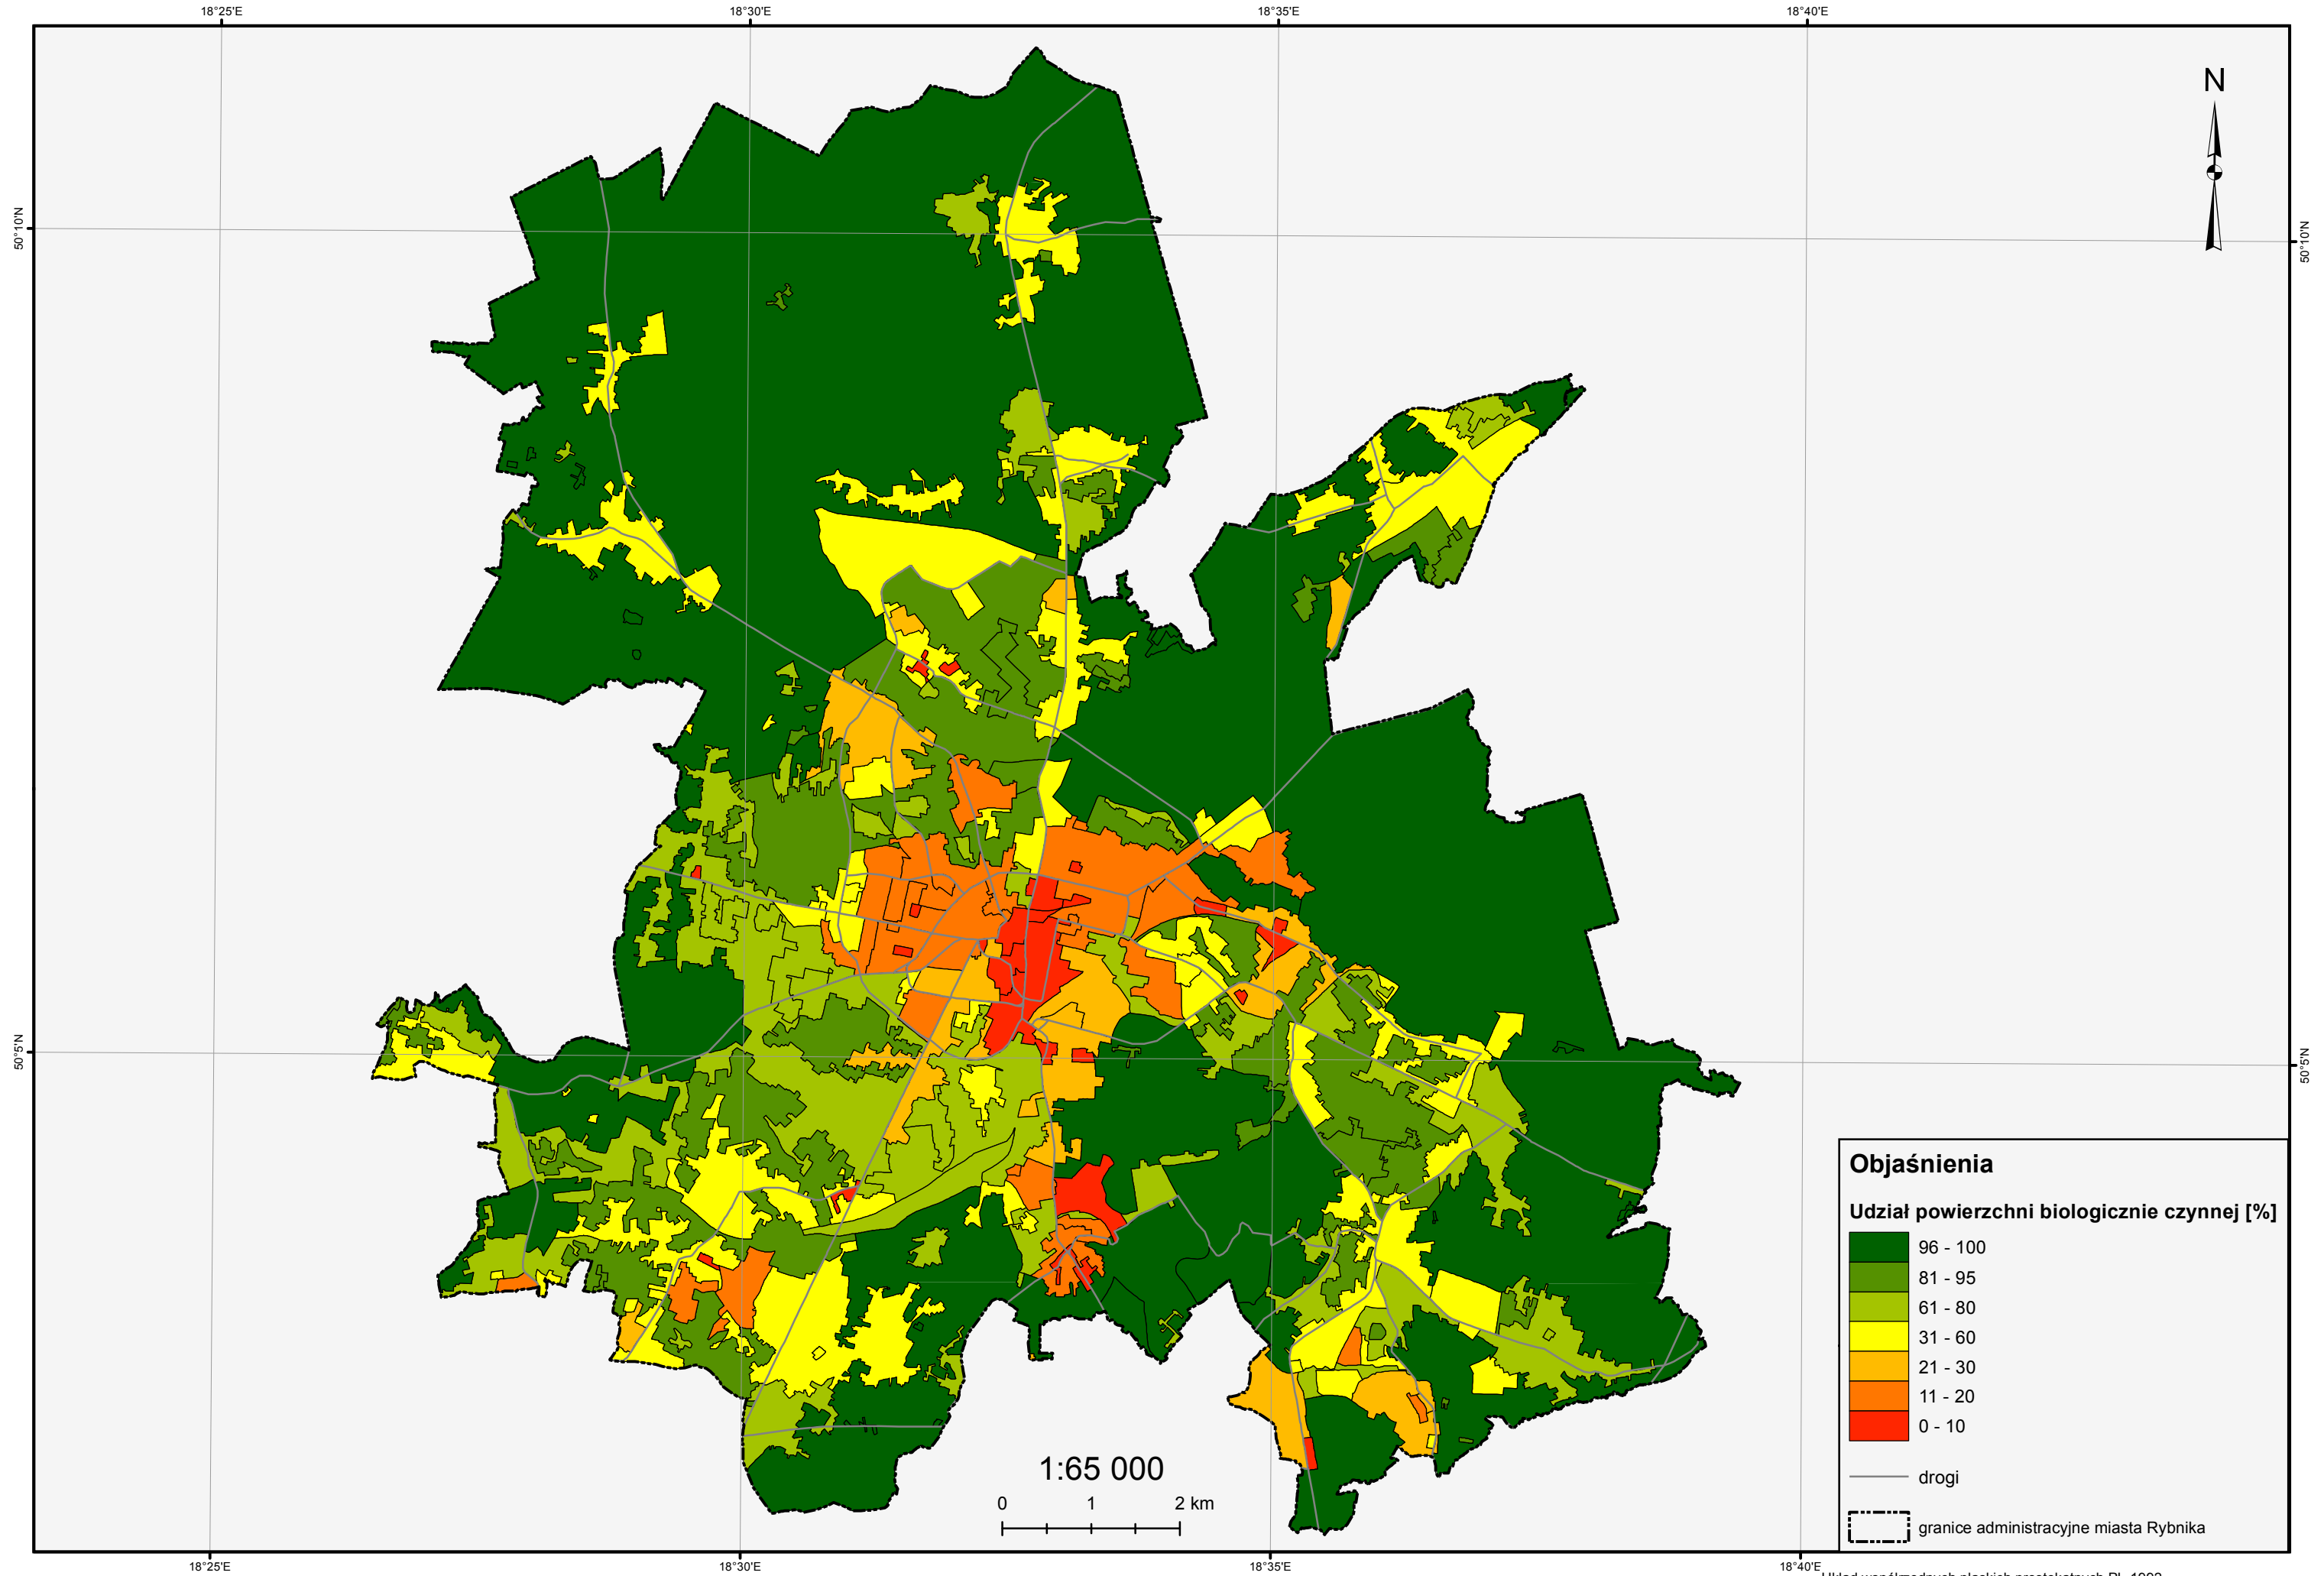 18°25'E 18°30'E 18°35'E 18°40'E
N
50°10'N 50°10'N
50°5'N 50°5'N
Objaśnienia
Udział powierzchni biologicznie czynnej [%]
96 - 100
81 - 95
61 - 80
31 - 60
21 - 30
11 - 20
0 - 10
drogi
granice administracyjne miasta Rybnika
1:65 000
0 1 2 km
18°25'E 18°30'E 18°35'E 18°40'E